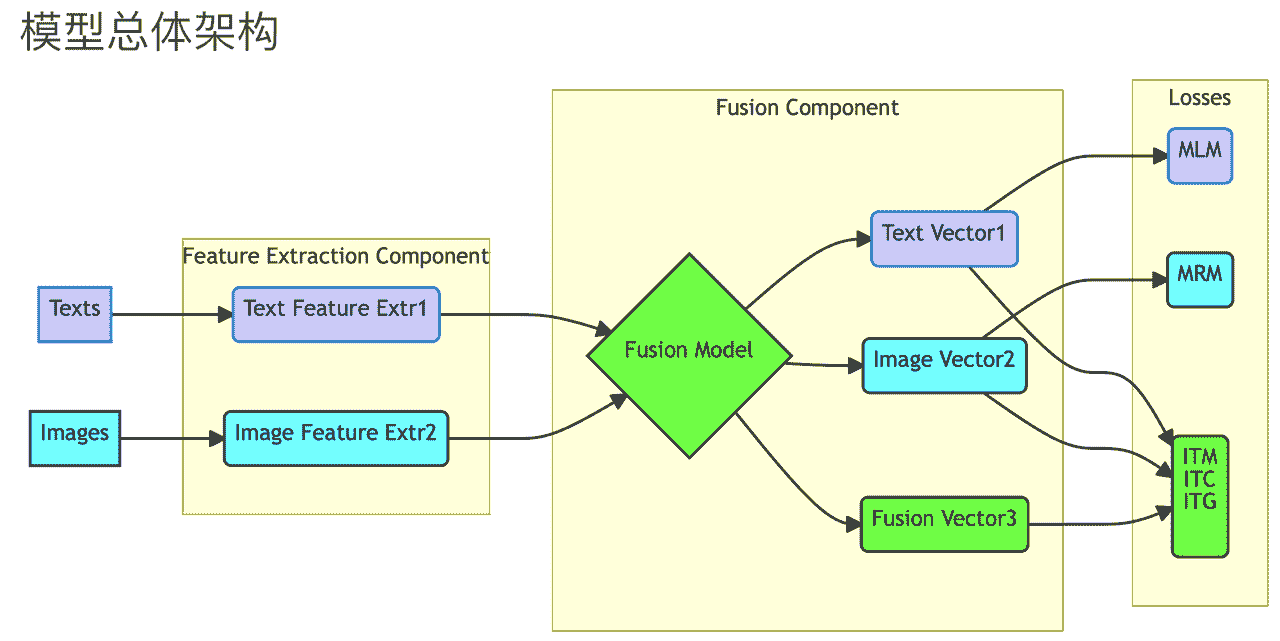 模型总体架构
Feature Extraction Component
Texts
Text Feature Extr1
Images
Image Feature Extr2
Fusion Component
Fusion Model
Text Vector1
Image Vector2
Fusion Vector3
Losses
MLM
MRM
ITM
ITC
ITG